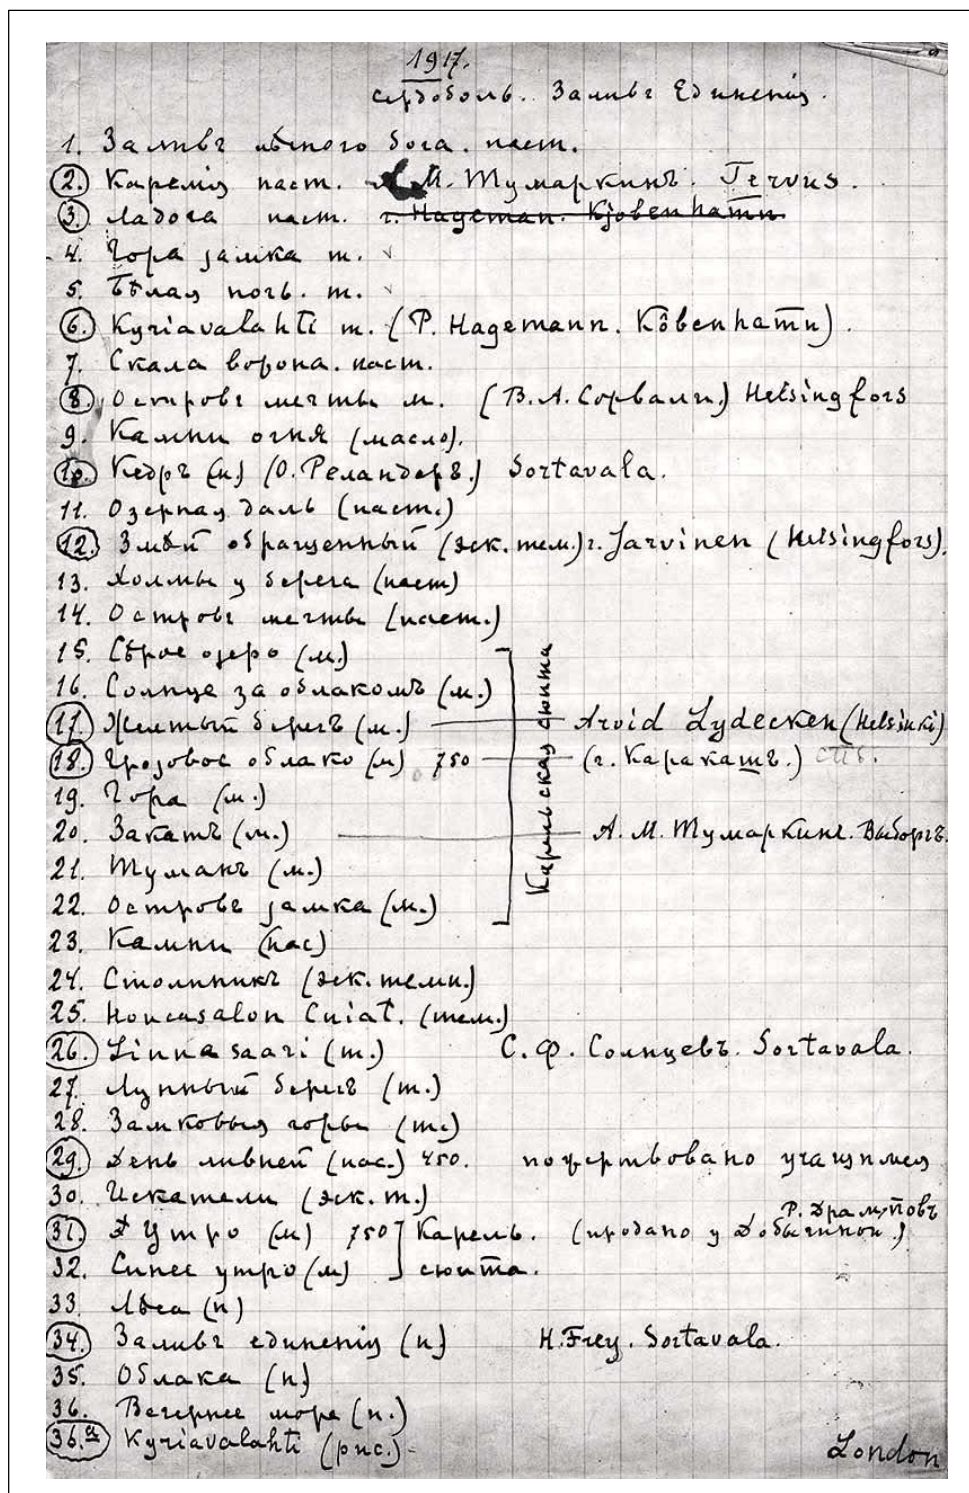 1917.
Сердоболь. Заливъ Единенія.
1. Заливъ лѣсного бога. паст.
2. Карелія паст. М. Тумаркинъ. Tervus.
3. Ладога паст. г. Hageman. Kjobenhamn
4. Гора замка т.
5. Бѣлая ночь. т.
6. Kyriavalahti т. (Р. Hagemann. Kôbenhamn).
7. Скала ворона. паст.
8. Островъ мечты м. (В.А. Сорвали.) Helsingfors
9. Камни огня (масло).
10. Кедръ (п.) (О. Реландеръ.) Sortavala.
11. Озерная даль (паст.)
12. Змѣй обращенный (эск. тем.) г. Jarvinen (Helsingfors).
13. Холмы у берега (паст)
14. Островъ мечты (паст.)
15. Сѣрое озеро (м.)
16. Солнце за облакомъ (м.)
17. Желтый берегъ (м.) Arvid Lydecken (Helsinki)
18. Грозовое облако (м) 750 (г. Каракашъ.) СПб.
19. Гора (м.)
20. Закатъ (м.) А. М. Тумаркинъ. Выборгъ.
21. Туманъ (м.)
22. Островъ замка (м.)
Карельская сюита
23. Камни (пас)
24. Столпникъ (эск. темп.)
25. (тем.)
26. Linnasaari (т.) С. Ф. Солнцевъ. Sortavala.
27. Лунный берегъ (т.)
28. Замковыя горы (т.)
29. День ливней (пас.) 450. пожертвовано учащимся
30. Искатели (эск. т.)
31. Утро (м) 750 Карель. (продано у Добычиной.)
32. Синее утро (м) сюита.
33. Лѣса (п)
34. Заливъ единенія (п) H. Frey. Sortavala.
35. Облака (п)
36. Вечернее море (п.)
36.а Kyriavalahti (рис.) London